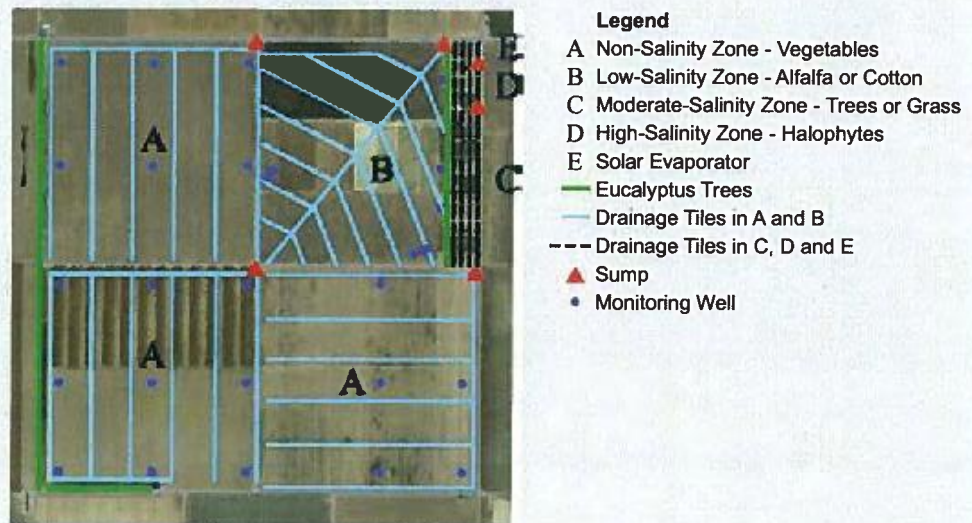 Legend
A Non-Salinity Zone - Vegetables
B Low-Salinity Zone - Alfalfa or Cotton
C Moderate-Salinity Zone - Trees or Grass
D High-Salinity Zone - Halophytes
E Solar Evaporator
Eucalyptus Trees
Drainage Tiles in A and B
Drainage Tiles in C, D and E
Sump
Monitoring Well
E
D
A
B
C
A
A